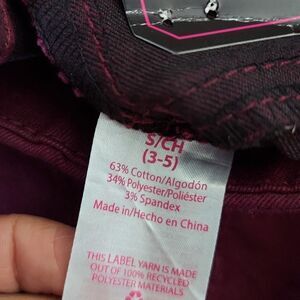 S/CH
(3-5)
63% Cotton/Algodón
34% Polyester/Poliéster
3% Spandex
Made in/Hecho en China
THIS LABEL YARN IS MADE
OUT OF 100% RECYCLED
POLYESTER MATERIALS